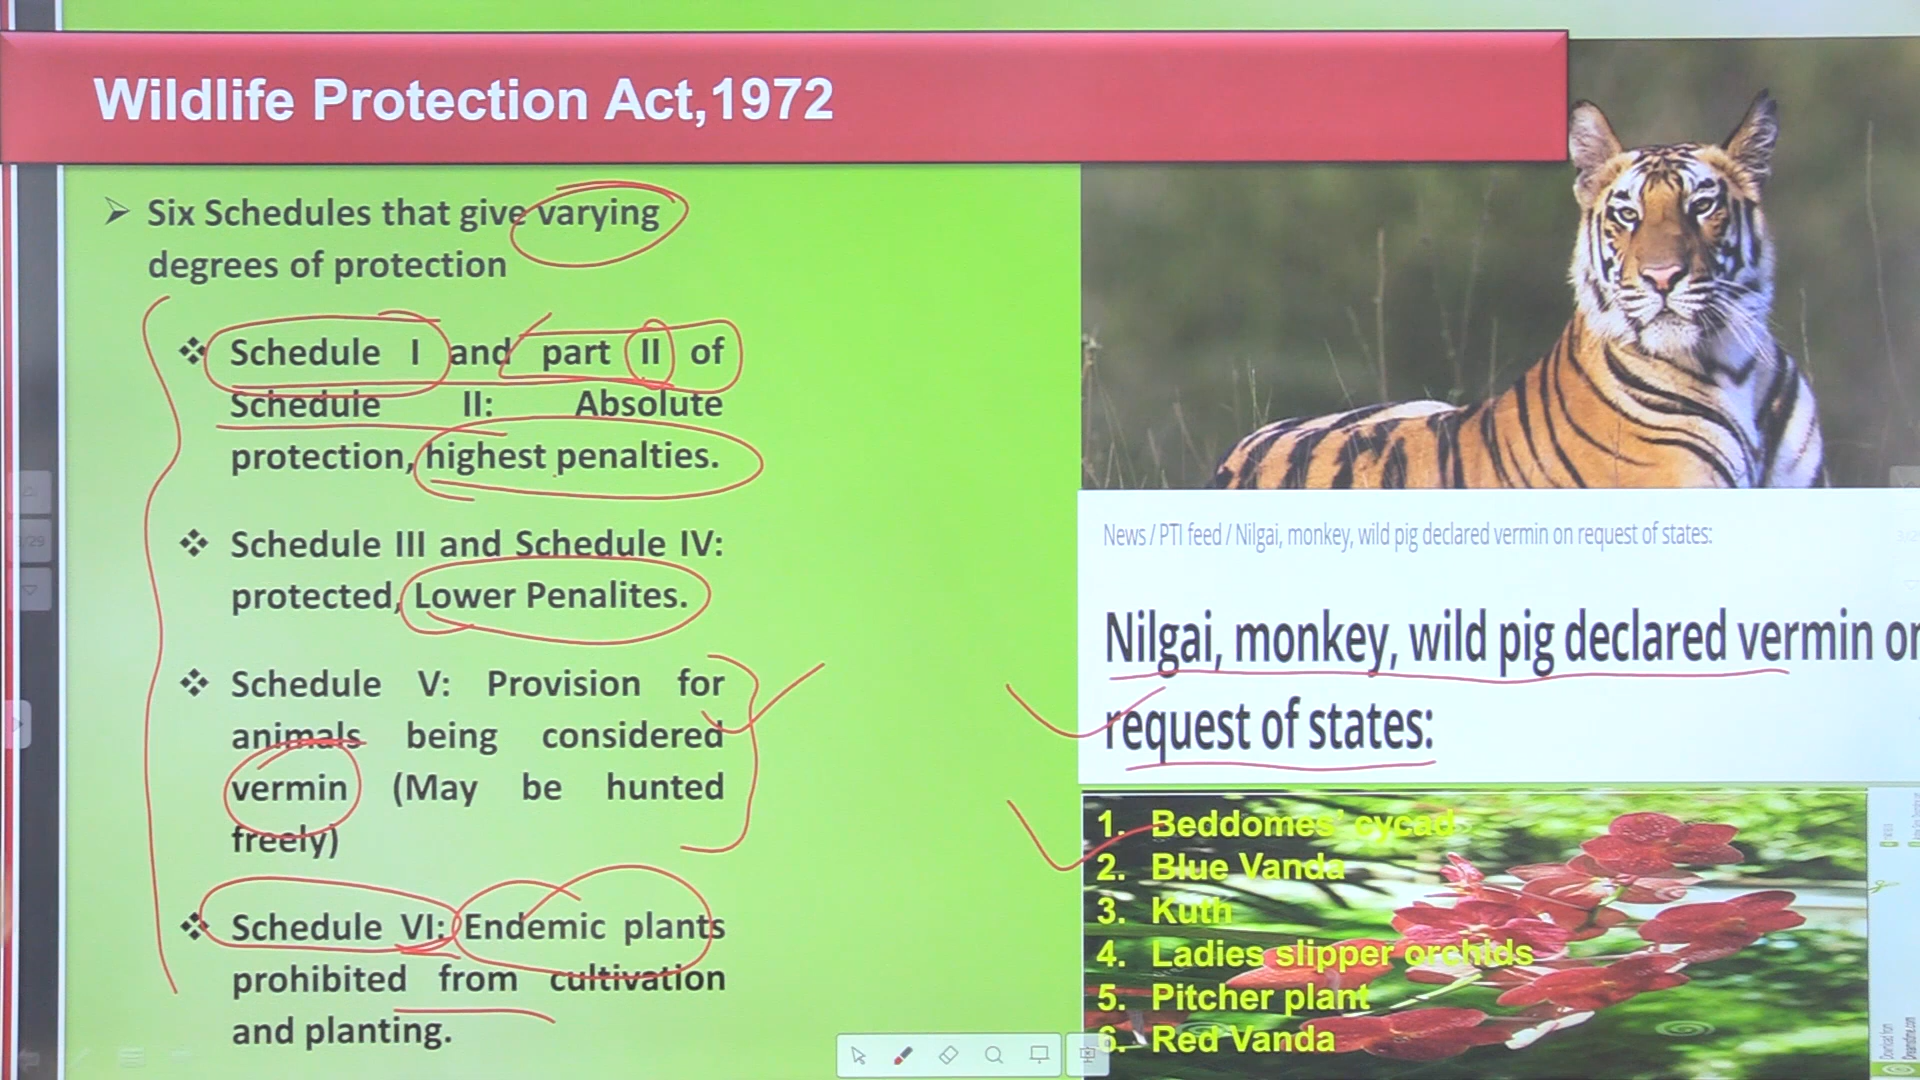 Wildlife Protection Act,1972
Six Schedules that give varying
degrees of protection
Schedule I and part II of
Schedule II: Absolute
protection, highest penalties.
Schedule III and Schedule IV:
protected, Lower Penalites.
Schedule V: Provision for
animals being considered
vermin (May be hunted
freely)
Schedule VI: Endemic plants
prohibited from cultivation
and planting.
News / PTI feed / Nilgai, monkey, wild pig declared vermin on request of states:
Nilgai, monkey, wild pig declared vermin or
request of states:
1. Beddomes' cycad
2. Blue Vanda
3. Kuth
4. Ladies slipper orchids
5. Pitcher plant
6. Red Vanda